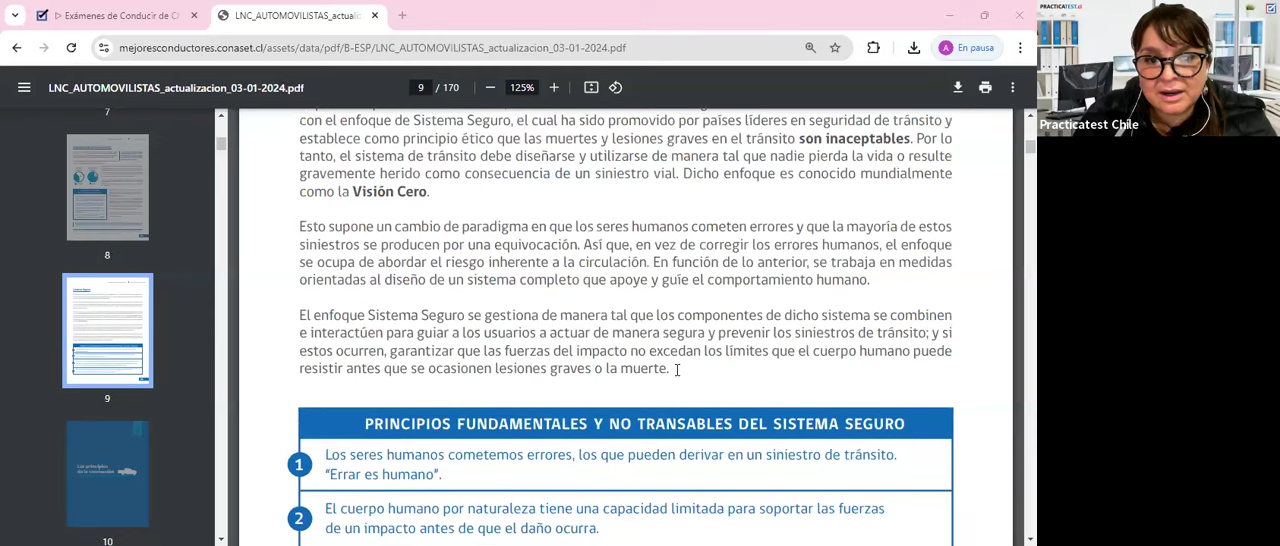 Exámenes de Conducir de C
LNC_AUTOMOVILISTAS_actualizac
mejoresconductores.conaset.cl/assets/data/pdf/B-ESP/LNC_AUTOMOVILISTAS_actualizacion_03-01-2024.pdf
A En pausa
LNC_AUTOMOVILISTAS_actualizacion_03-01-2024.pdf
9 / 170
125%
7
8
9
10
con el enfoque de Sistema Seguro, el cual ha sido promovido por países líderes en seguridad de tránsito y
establece como principio ético que las muertes y lesiones graves en el tránsito son inaceptables. Por lo
tanto, el sistema de tránsito debe diseñarse y utilizarse de manera tal que nadie pierda la vida o resulte
gravemente herido como consecuencia de un siniestro vial. Dicho enfoque es conocido mundialmente
como la Visión Cero.
Esto supone un cambio de paradigma en que los seres humanos cometen errores y que la mayoría de estos
siniestros se producen por una equivocación. Así que, en vez de corregir los errores humanos, el enfoque
se ocupa de abordar el riesgo inherente a la circulación. En función de lo anterior, se trabaja en medidas
orientadas al diseño de un sistema completo que apoye y guíe el comportamiento humano.
El enfoque Sistema Seguro se gestiona de manera tal que los componentes de dicho sistema se combinen
e interactúen para guiar a los usuarios a actuar de manera segura y prevenir los siniestros de tránsito; y si
estos ocurren, garantizar que las fuerzas del impacto no excedan los límites que el cuerpo humano puede
resistir antes que se ocasionen lesiones graves o la muerte.
PRINCIPIOS FUNDAMENTALES Y NO TRANSABLES DEL SISTEMA SEGURO
1
Los seres humanos cometemos errores, los que pueden derivar en un siniestro de tránsito.
“Errar es humano”.
2
El cuerpo humano por naturaleza tiene una capacidad limitada para soportar las fuerzas
de un impacto antes de que el daño ocurra.
PRACTICATEST.cl
Practicatest Chile